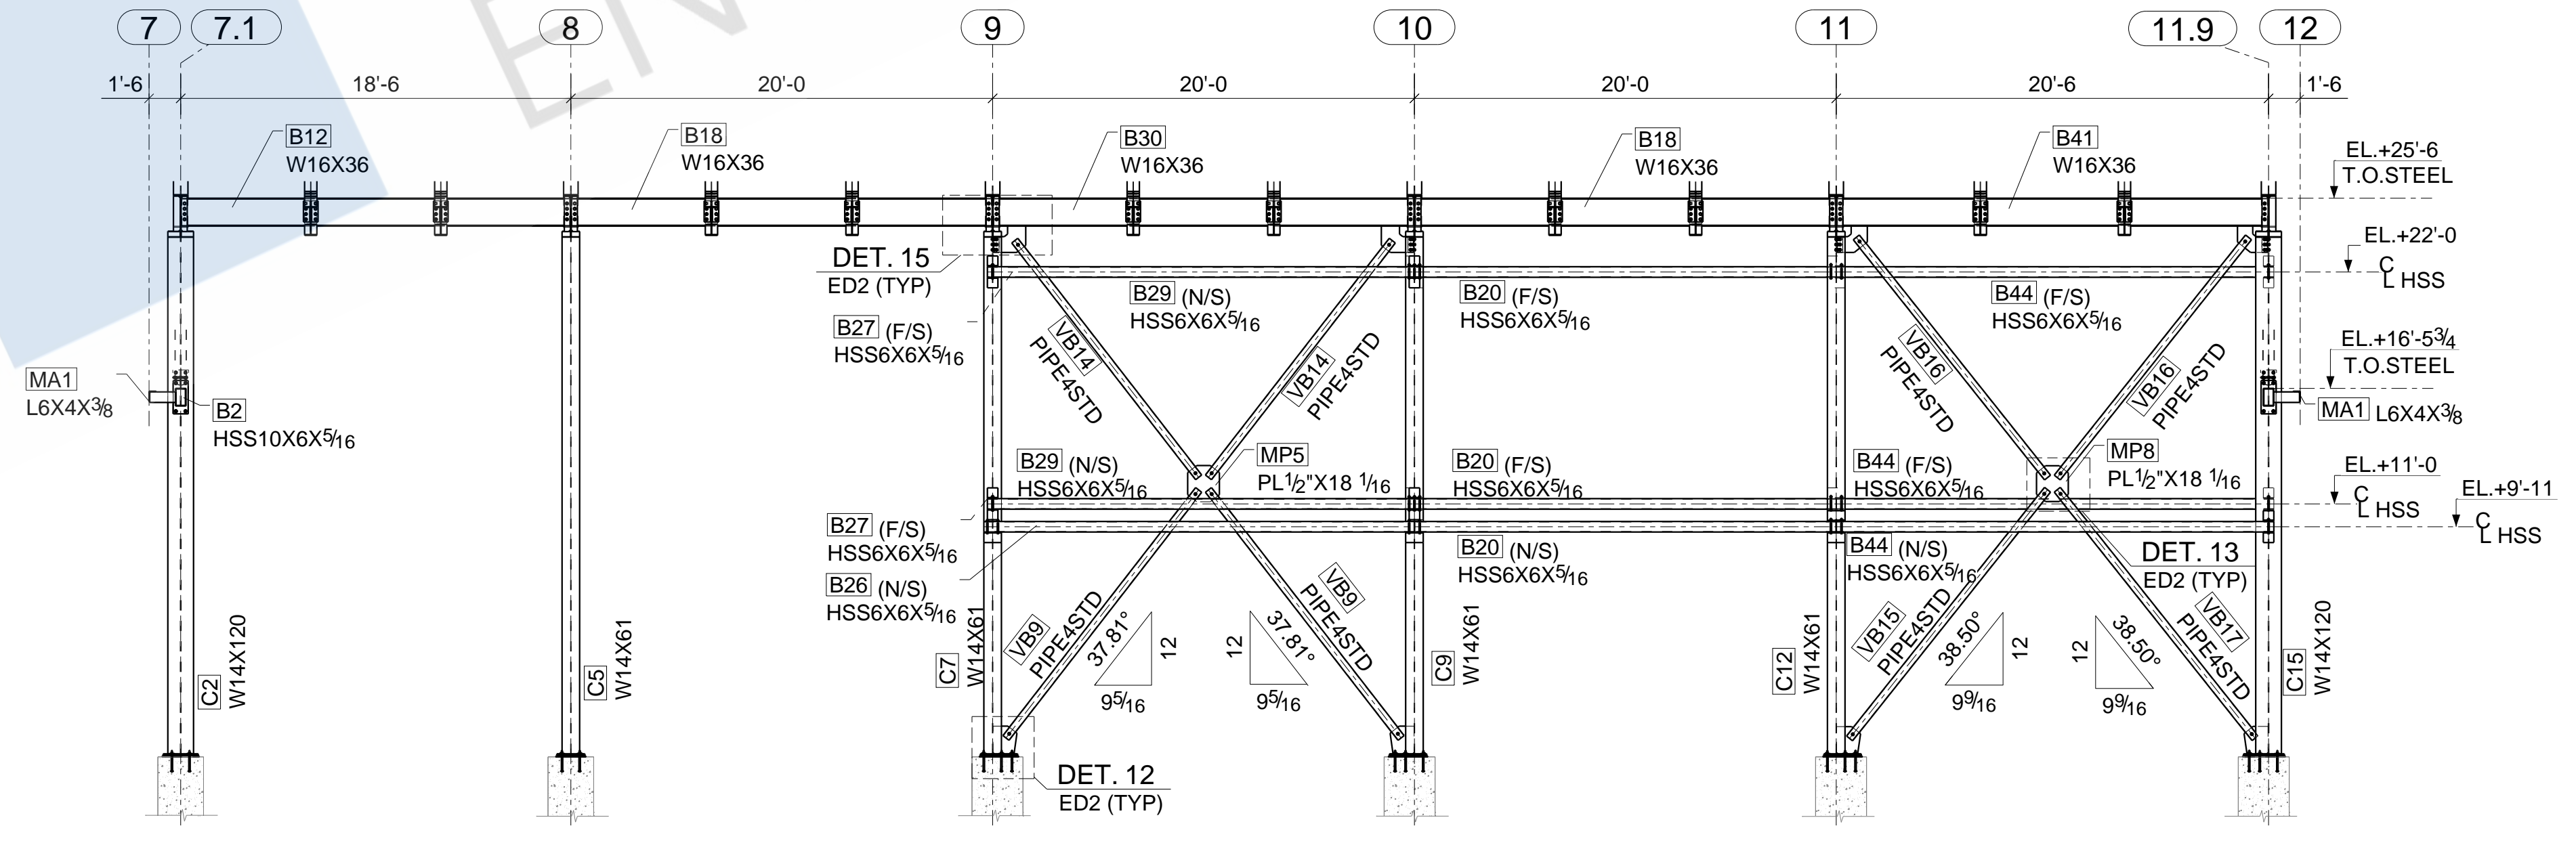 7
7.1
8
9
10
11
11.9
12
1'-6
18'-6
20'-0
20'-0
20'-0
20'-6
1'-6
EN
B12
W16X36
B18
W16X36
B30
W16X36
B18
W16X36
B41
W16X36
EL.+25'-6
T.O.STEEL
EL.+22'-0
CL HSS
DET. 15
ED2 (TYP)
B29 (N/S)
HSS6X6X5/16
B20 (F/S)
HSS6X6X5/16
B44 (F/S)
HSS6X6X5/16
B27 (F/S)
HSS6X6X5/16
VB14
PIPE4STD
VB14
PIPE4STD
VB16
PIPE4STD
VB16
PIPE4STD
EL.+16'-5 3/4
T.O.STEEL
MA1
L6X4X3/8
B2
HSS10X6X5/16
MA1 L6X4X3/8
B29 (N/S)
HSS6X6X5/16
MP5
PL1/2"X18 1/16
B20 (F/S)
HSS6X6X5/16
B44 (F/S)
HSS6X6X5/16
MP8
PL1/2"X18 1/16
EL.+11'-0
CL HSS
EL.+9'-11
CL HSS
B27 (F/S)
HSS6X6X5/16
B26 (N/S)
HSS6X6X5/16
B20 (N/S)
HSS6X6X5/16
B44 (N/S)
HSS6X6X5/16
DET. 13
ED2 (TYP)
C2
W14X120
C5
W14X61
C7
W14X61
VB9
PIPE4STD
37.81°
12
9 5/16
12
37.81°
9 5/16
VB9
PIPE4STD
C9
W14X61
C12
W14X61
VB15
PIPE4STD
38.50°
12
9 9/16
12
38.50°
9 9/16
VB17
PIPE4STD
C15
W14X120
DET. 12
ED2 (TYP)